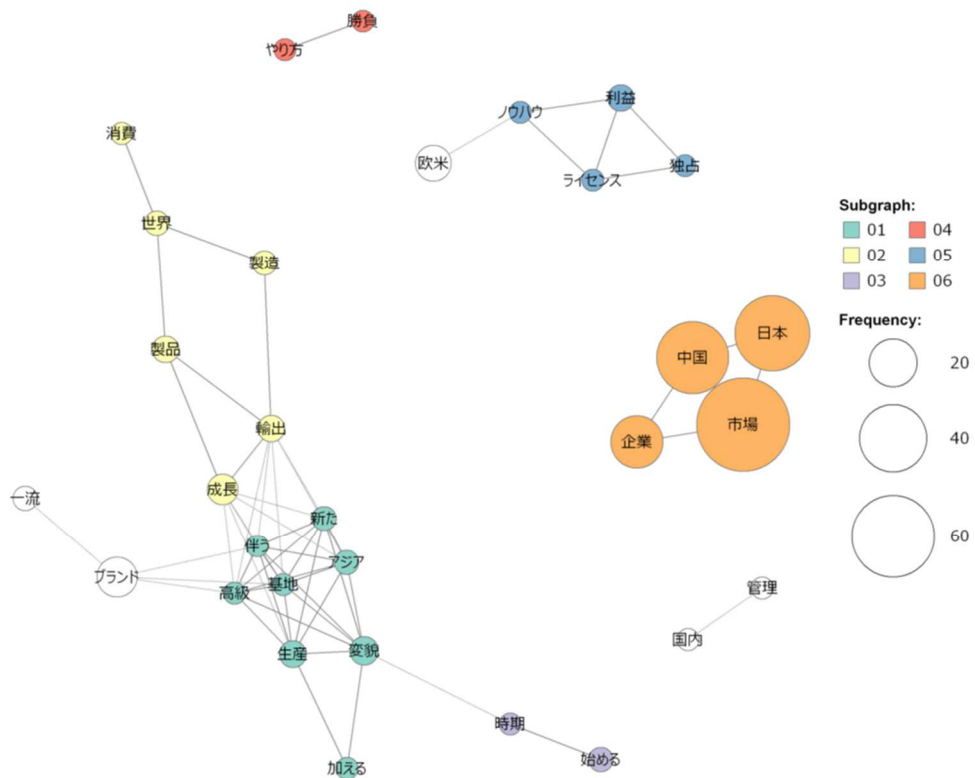 勝負
やり方
利益
ノウハウ
消費
欧米
独占
ライセンス
世界
製造
製品
日本
中国
市場
企業
輸出
成長
一流
新た
伴う
アジア
ブランド
基地
高級
管理
国内
生産
変貌
時期
始める
加える
Subgraph:
01 04
02 05
03 06
Frequency:
20
40
60